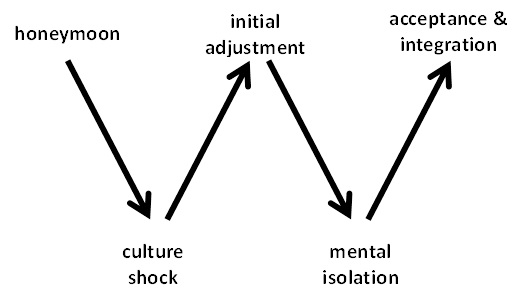 honeymoon
initial
adjustment
acceptance &
integration
culture
shock
mental
isolation